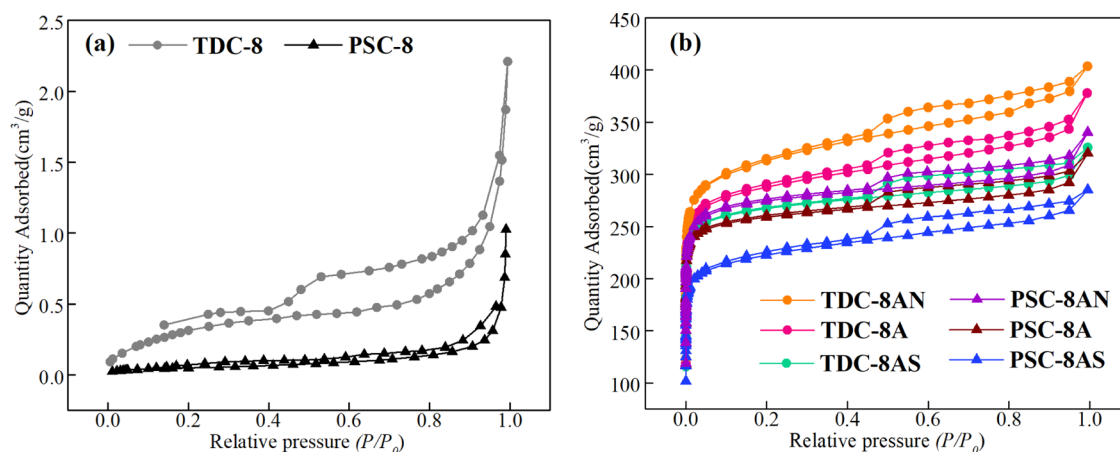 (a)
TDC-8 PSC-8
Quantity Adsorbed(cm³/g)
2.5
2.0
1.5
1.0
0.5
0.0
0.0 0.2 0.4 0.6 0.8 1.0
Relative pressure (P/P₀)
(b)
Quantity Adsorbed(cm³/g)
450
400
350
300
250
200
150
100
TDC-8AN PSC-8AN
TDC-8A PSC-8A
TDC-8AS PSC-8AS
0.0 0.2 0.4 0.6 0.8 1.0
Relative pressure (P/P₀)